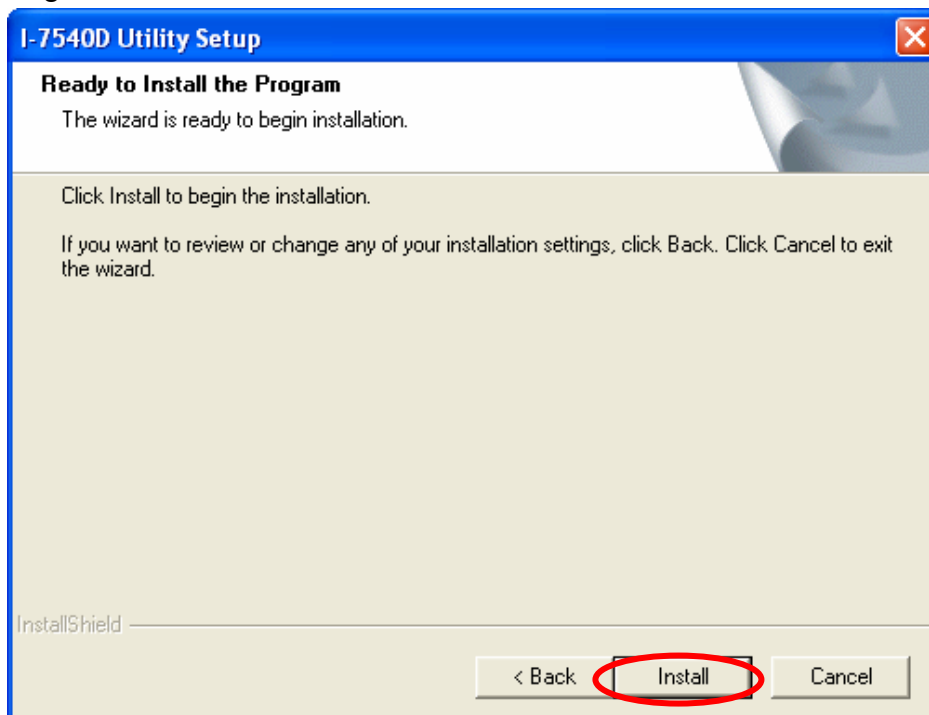 I-7540D Utility Setup
Ready to Install the Program
The wizard is ready to begin installation.
Click Install to begin the installation.
If you want to review or change any of your installation settings, click Back. Click Cancel to exit
the wizard.
InstallShield
< Back Install Cancel